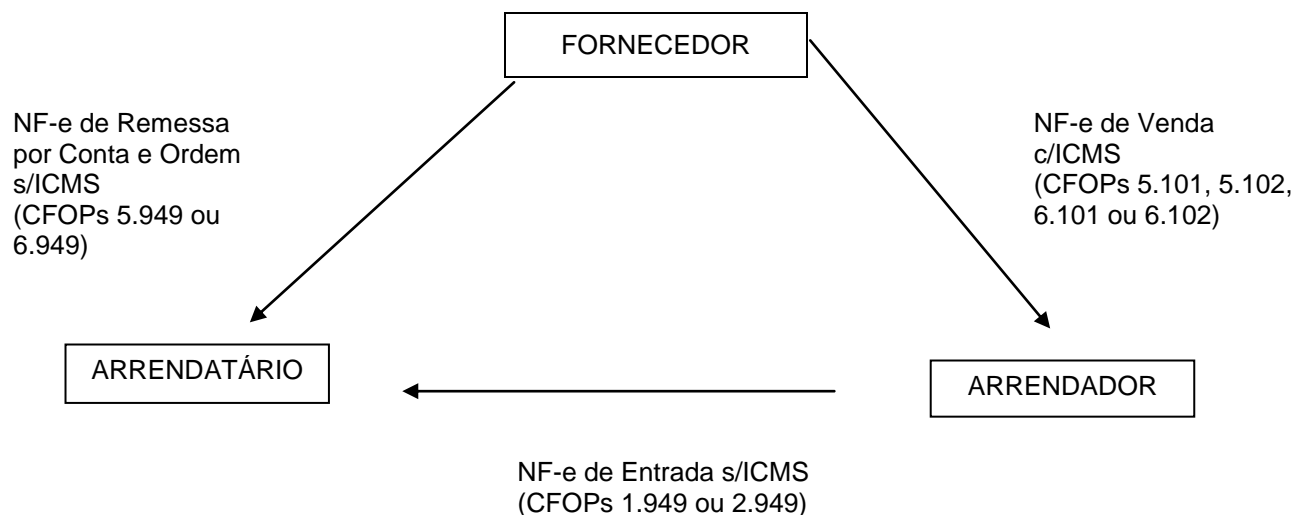 FORNECEDOR
NF-e de Remessa
por Conta e Ordem
s/ICMS
(CFOPs 5.949 ou
6.949)
NF-e de Venda
c/ICMS
(CFOPs 5.101, 5.102,
6.101 ou 6.102)
ARRENDATÁRIO
ARRENDADOR
NF-e de Entrada s/ICMS
(CFOPs 1.949 ou 2.949)